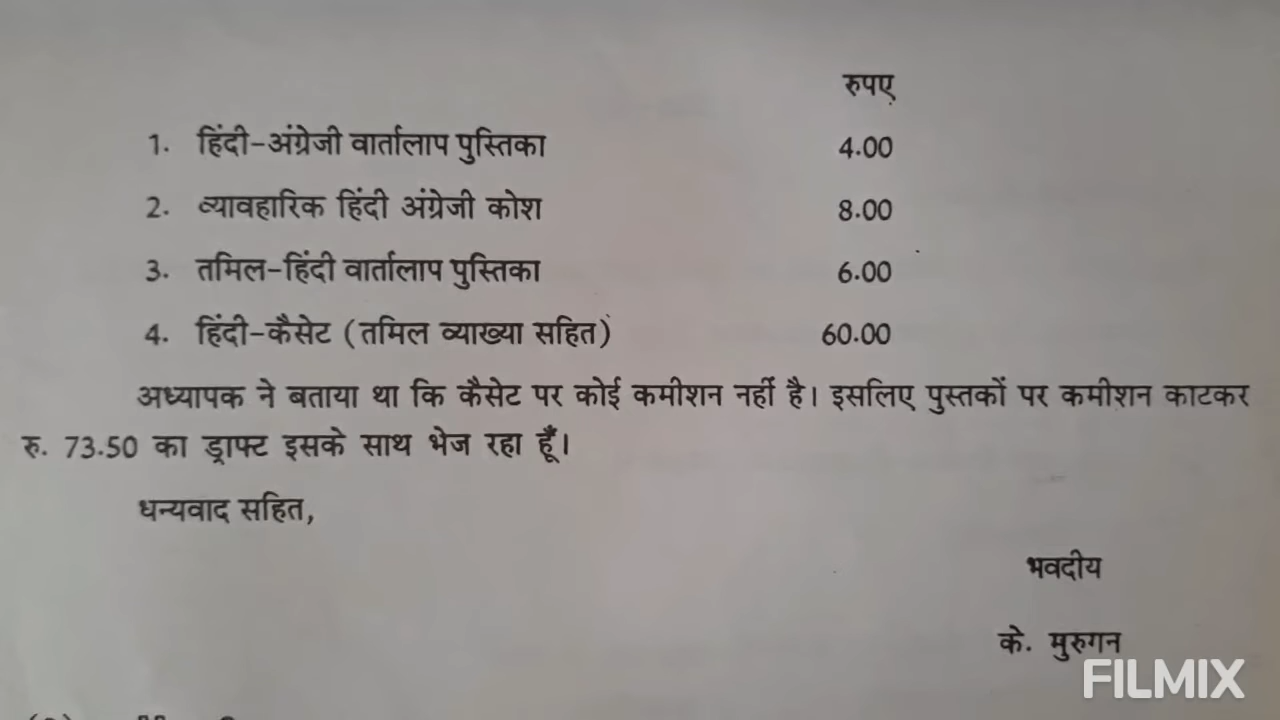 रुपए
1. हिंदी-अंग्रेजी वार्तालाप पुस्तिका 4.00
2. व्यावहारिक हिंदी अंग्रेजी कोश 8.00
3. तमिल-हिंदी वार्तालाप पुस्तिका 6.00
4. हिंदी-कैसेट (तमिल व्याख्या सहित) 60.00
अध्यापक ने बताया था कि कैसेट पर कोई कमीशन नहीं है। इसलिए पुस्तकों पर कमीशन काटकर
रु. 73.50 का ड्राफ्ट इसके साथ भेज रहा हूँ।
धन्यवाद सहित,
भवदीय
के. मुरुगन
FILMIX